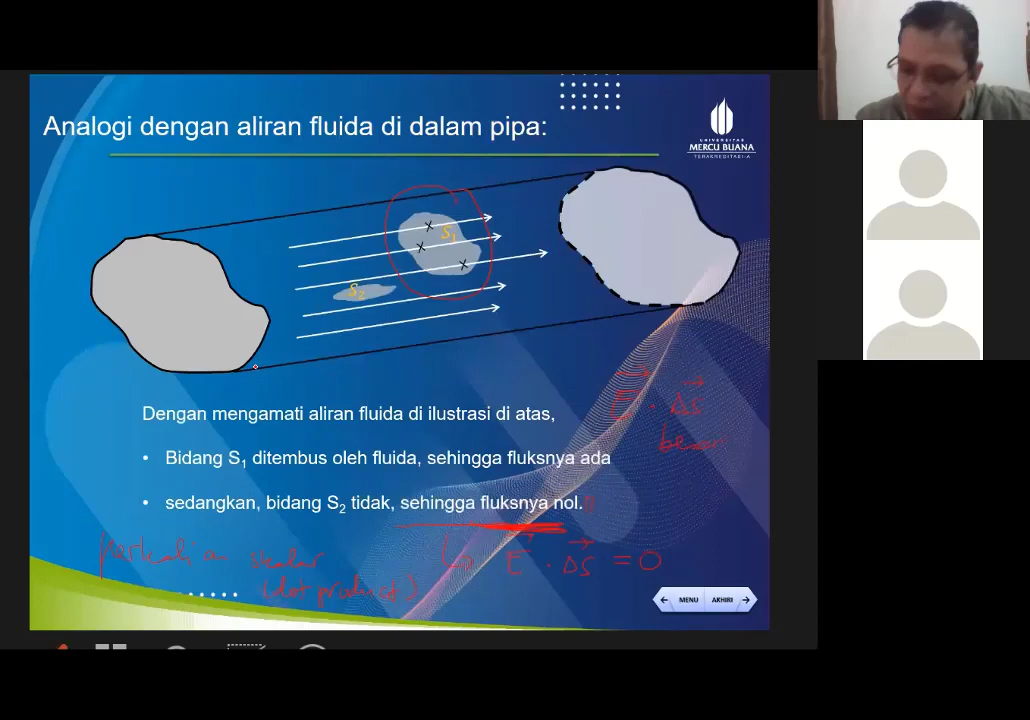 Analogi dengan aliran fluida di dalam pipa:
UNIVERSITAS
MERCU BUANA
TERAKREDITASI-A
S₁
S₂
Dengan mengamati aliran fluida di ilustrasi di atas,
E⃗ . Δs⃗
• Bidang S₁ ditembus oleh fluida, sehingga fluksnya ada
• sedangkan, bidang S₂ tidak, sehingga fluksnya nol.
perkalian skalar
(dot product)
↳ E⃗ . Δs⃗ = 0
MENU AKHIRI